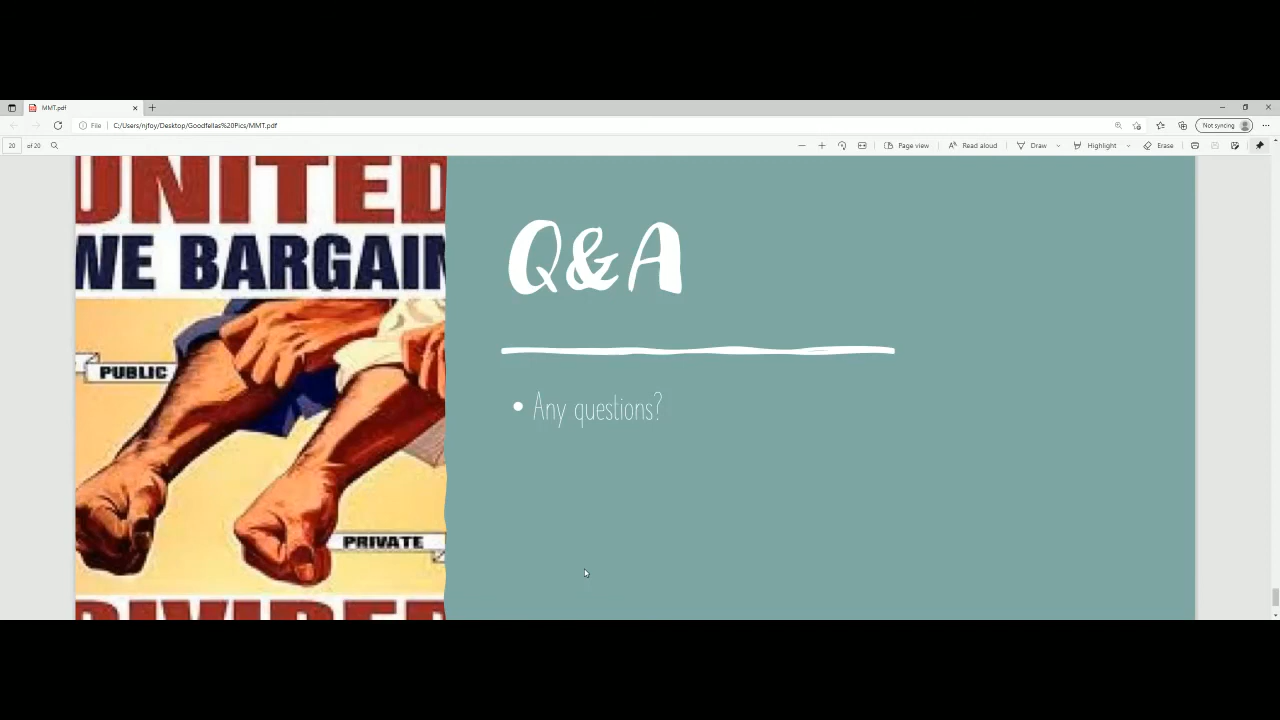 MMT.pdf
File
C:/Users/njfoy/Desktop/Goodfellas%20Pics/MMT.pdf
Not syncing
20 of 20
Page view
Read aloud
Draw
Highlight
Erase
UNITED
WE BARGAIN
PUBLIC
PRIVATE
DIVIDED
Q&A
• Any questions?